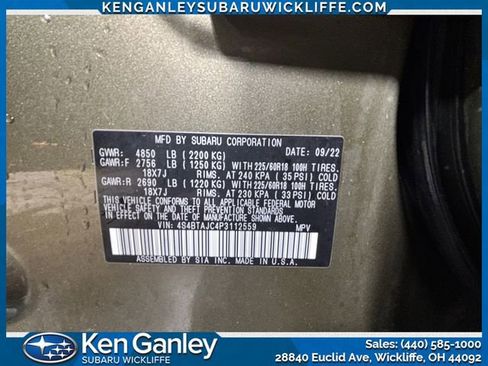 KENGANLEYSUBARUWICKLIFFE.COM
MFD BY SUBARU CORPORATION DATE: 09/22
GVWR: 4850 LB (2200 KG)
GAWR:F 2756 LB (1250 KG) WITH 225/60R18 100H TIRES.
18X7J RIMS. AT 240 KPA (35 PSI) COLD
GAWR:R 2690 LB (1220 KG) WITH 225/60R18 100H TIRES.
18X7J RIMS. AT 230 KPA (33 PSI) COLD
THIS VEHICLE CONFORMS TO ALL APPLICABLE FEDERAL MOTOR
VEHICLE SAFETY STANDARDS IN EFFECT ON THE
DATE OF MANUFACTURE SHOWN ABOVE.
VIN: 4S4BTAJC4P3112559 MPV
ASSEMBLED BY SIA INC. MADE IN U.S.A.
SUBARU
Ken Ganley
SUBARU WICKLIFFE
Sales: (440) 585-1000
28840 Euclid Ave, Wickliffe, OH 44092